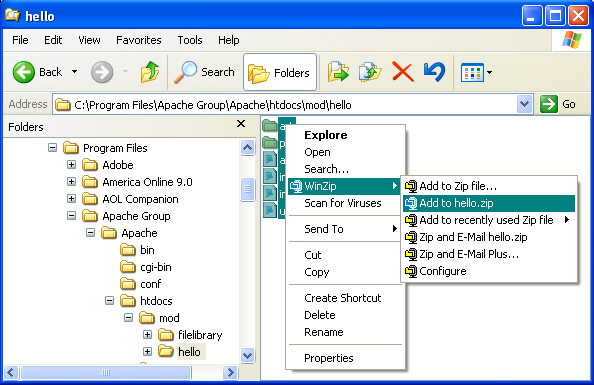 hello
File Edit View Favorites Tools Help
Back Search Folders
Address C:\Program Files\Apache Group\Apache\htdocs\mod\hello Go
Folders
Program Files
Adobe
America Online 9.0
AOL Companion
Apache Group
Apache
bin
cgi-bin
conf
htdocs
mod
filelibrary
hello
Explore
Open
Search...
WinZip
Scan for Viruses
Send To
Cut
Copy
Create Shortcut
Delete
Rename
Properties
Add to Zip file...
Add to hello.zip
Add to recently used Zip file
Zip and E-Mail hello.zip
Zip and E-Mail Plus...
Configure